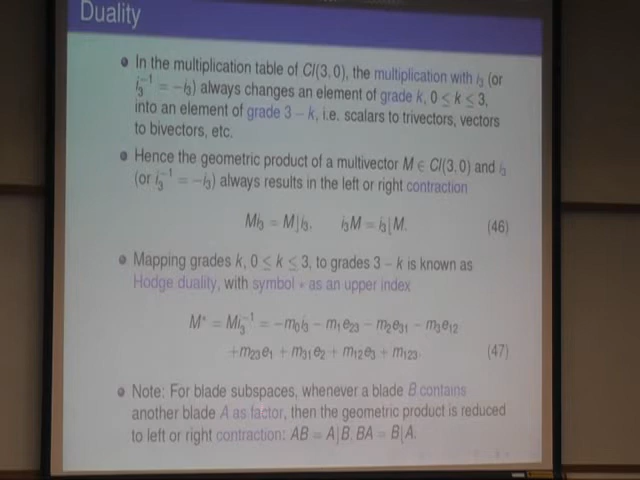 Duality
• In the multiplication table of Cl(3,0), the multiplication with i₃ (or
i₃⁻¹ = −i₃) always changes an element of grade k, 0 ≤ k ≤ 3,
into an element of grade 3 − k, i.e. scalars to trivectors, vectors
to bivectors, etc.
• Hence the geometric product of a multivector M ∈ Cl(3,0) and i₃
(or i₃⁻¹ = −i₃) always results in the left or right contraction
Mi₃ = M⌋i₃, i₃M = i₃⌊M. (46)
• Mapping grades k, 0 ≤ k ≤ 3, to grades 3 − k is known as
Hodge duality, with symbol * as an upper index
M* = Mi₃⁻¹ = −m₀i₃ − m₁e₂₃ − m₂e₃₁ − m₃e₁₂
+m₂₃e₁ + m₃₁e₂ + m₁₂e₃ + m₁₂₃. (47)
• Note: For blade subspaces, whenever a blade B contains
another blade A as factor, then the geometric product is reduced
to left or right contraction: AB = A⌋B, BA = B⌊A.